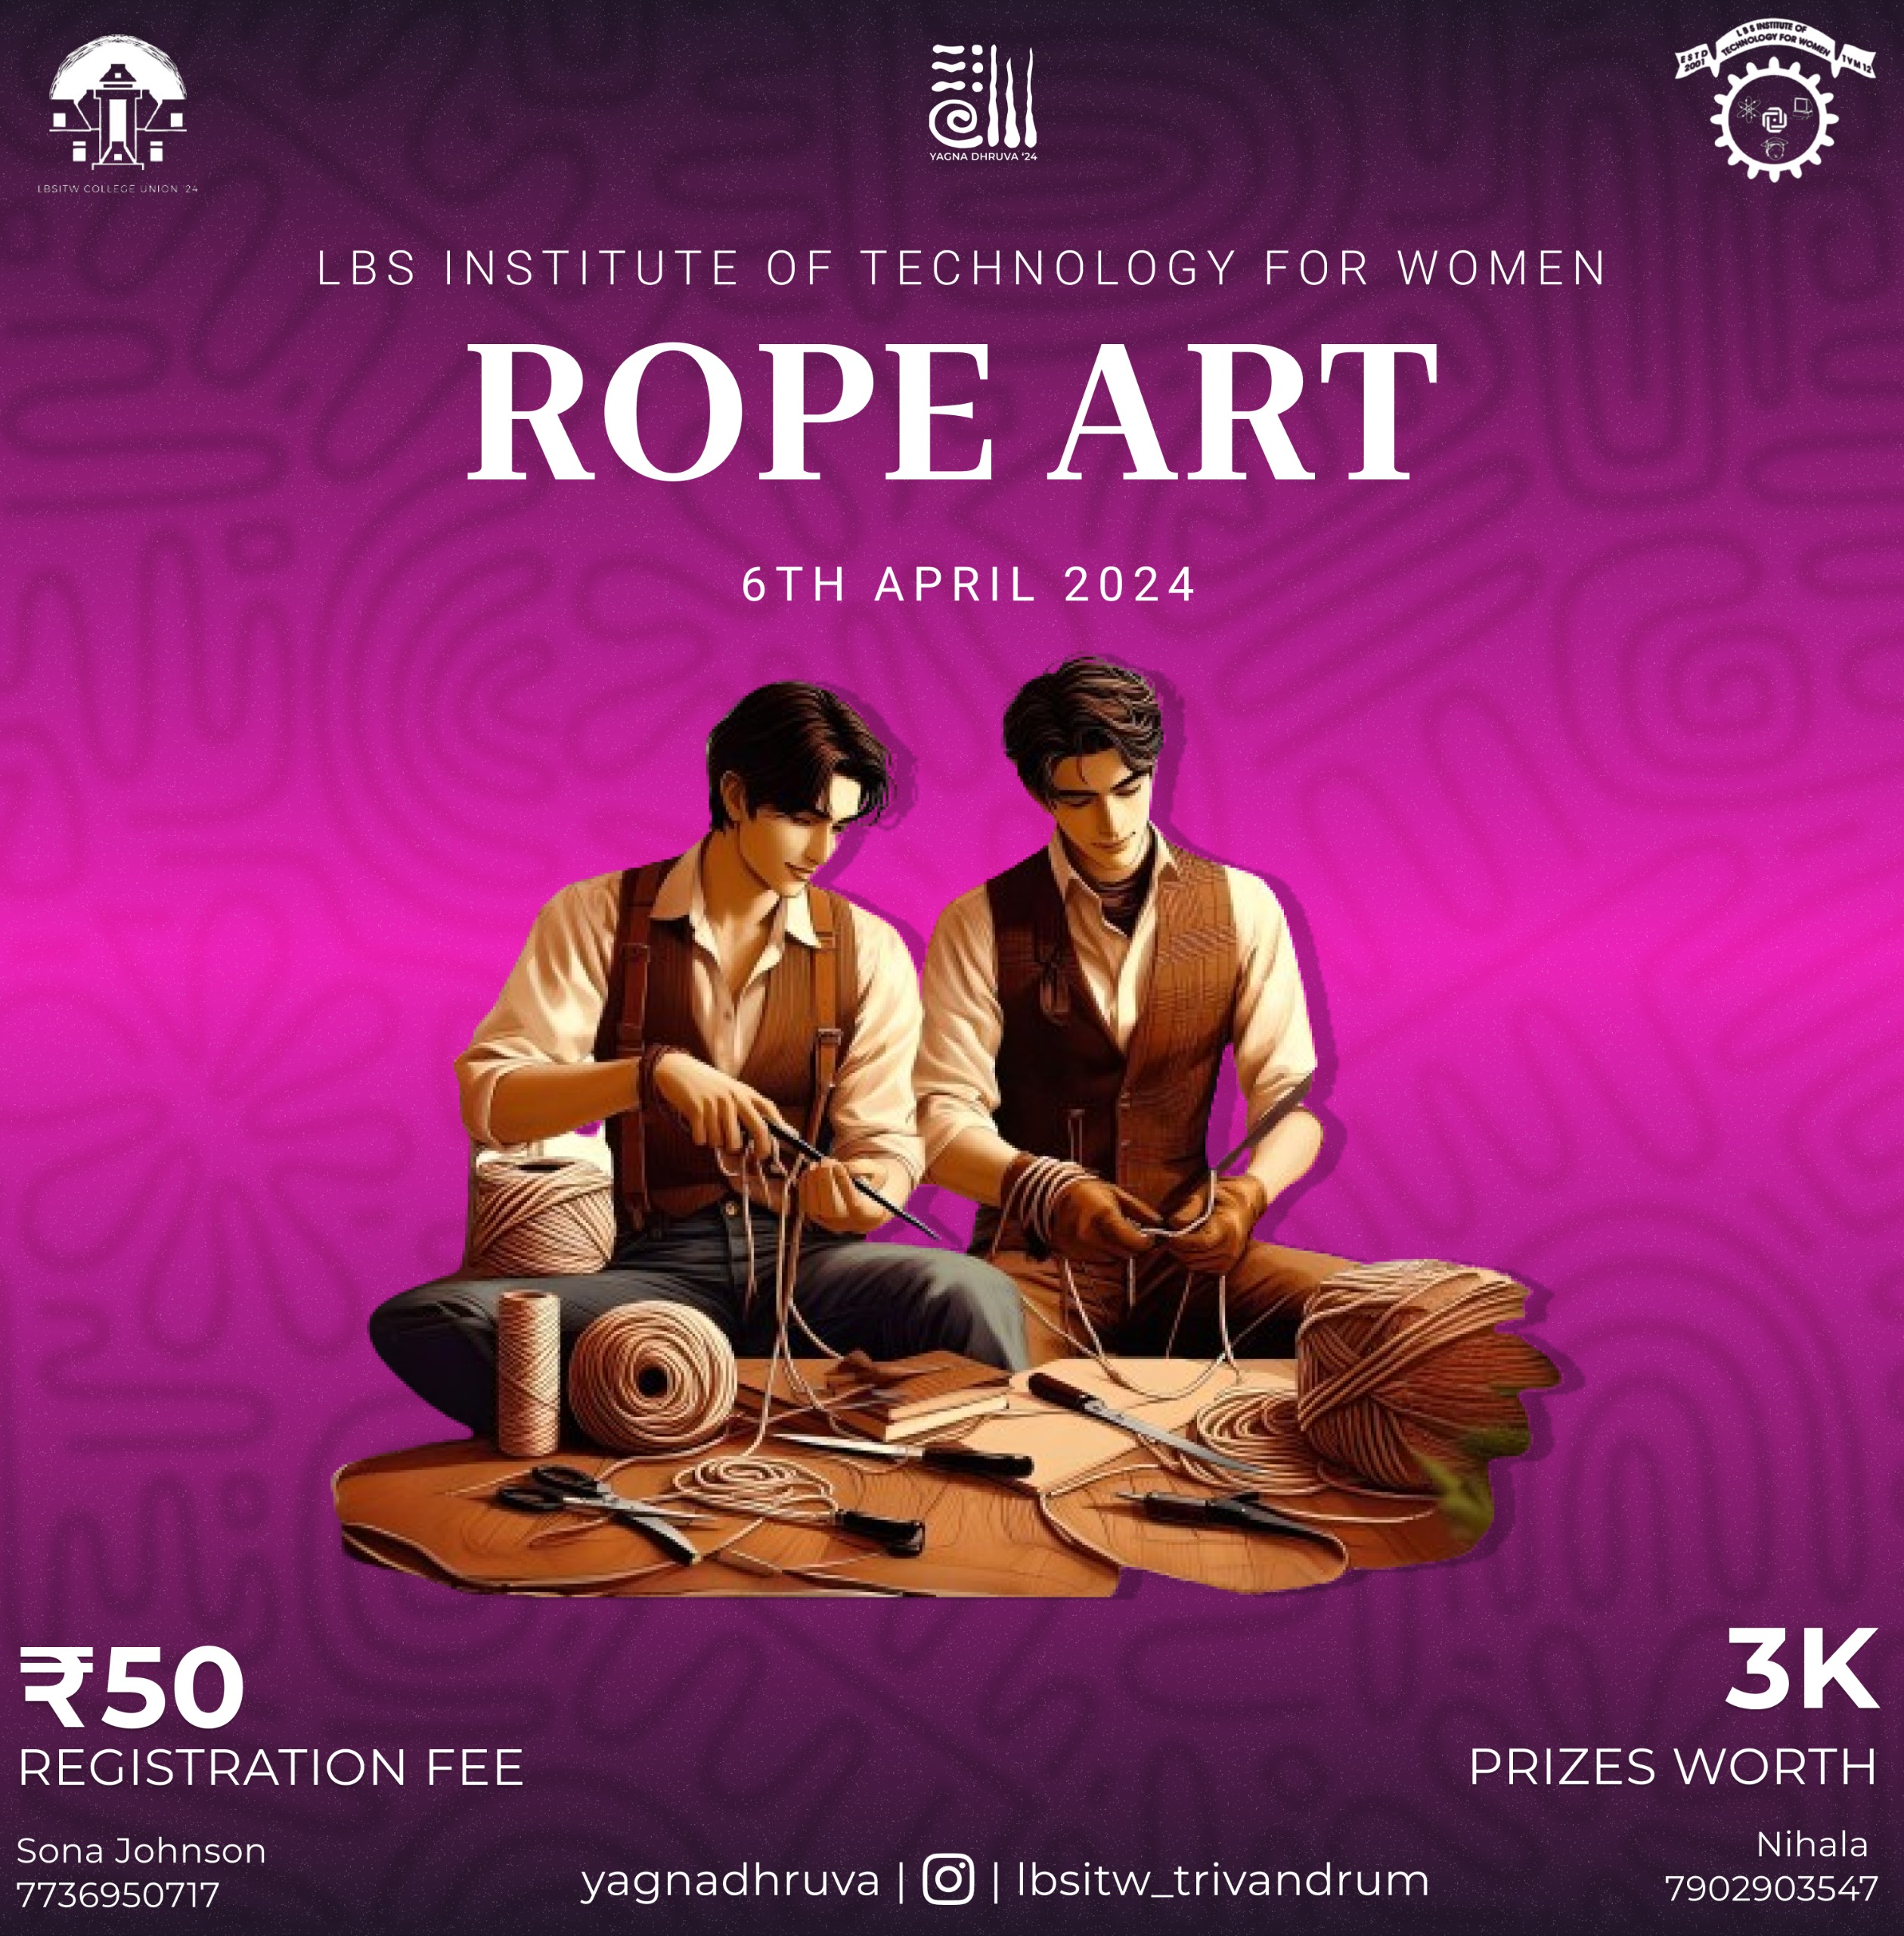 LBSITW COLLEGE UNION '24
YAGNA DHRUVA '24
LBS INSTITUTE OF
TECHNOLOGY FOR WOMEN
ESTD
2001
TVM 12
LBS INSTITUTE OF TECHNOLOGY FOR WOMEN
ROPE ART
6TH APRIL 2024
₹50
REGISTRATION FEE
3K
PRIZES WORTH
Sona Johnson
7736950717
yagnadhruva | | lbsitw_trivandrum
Nihala
7902903547